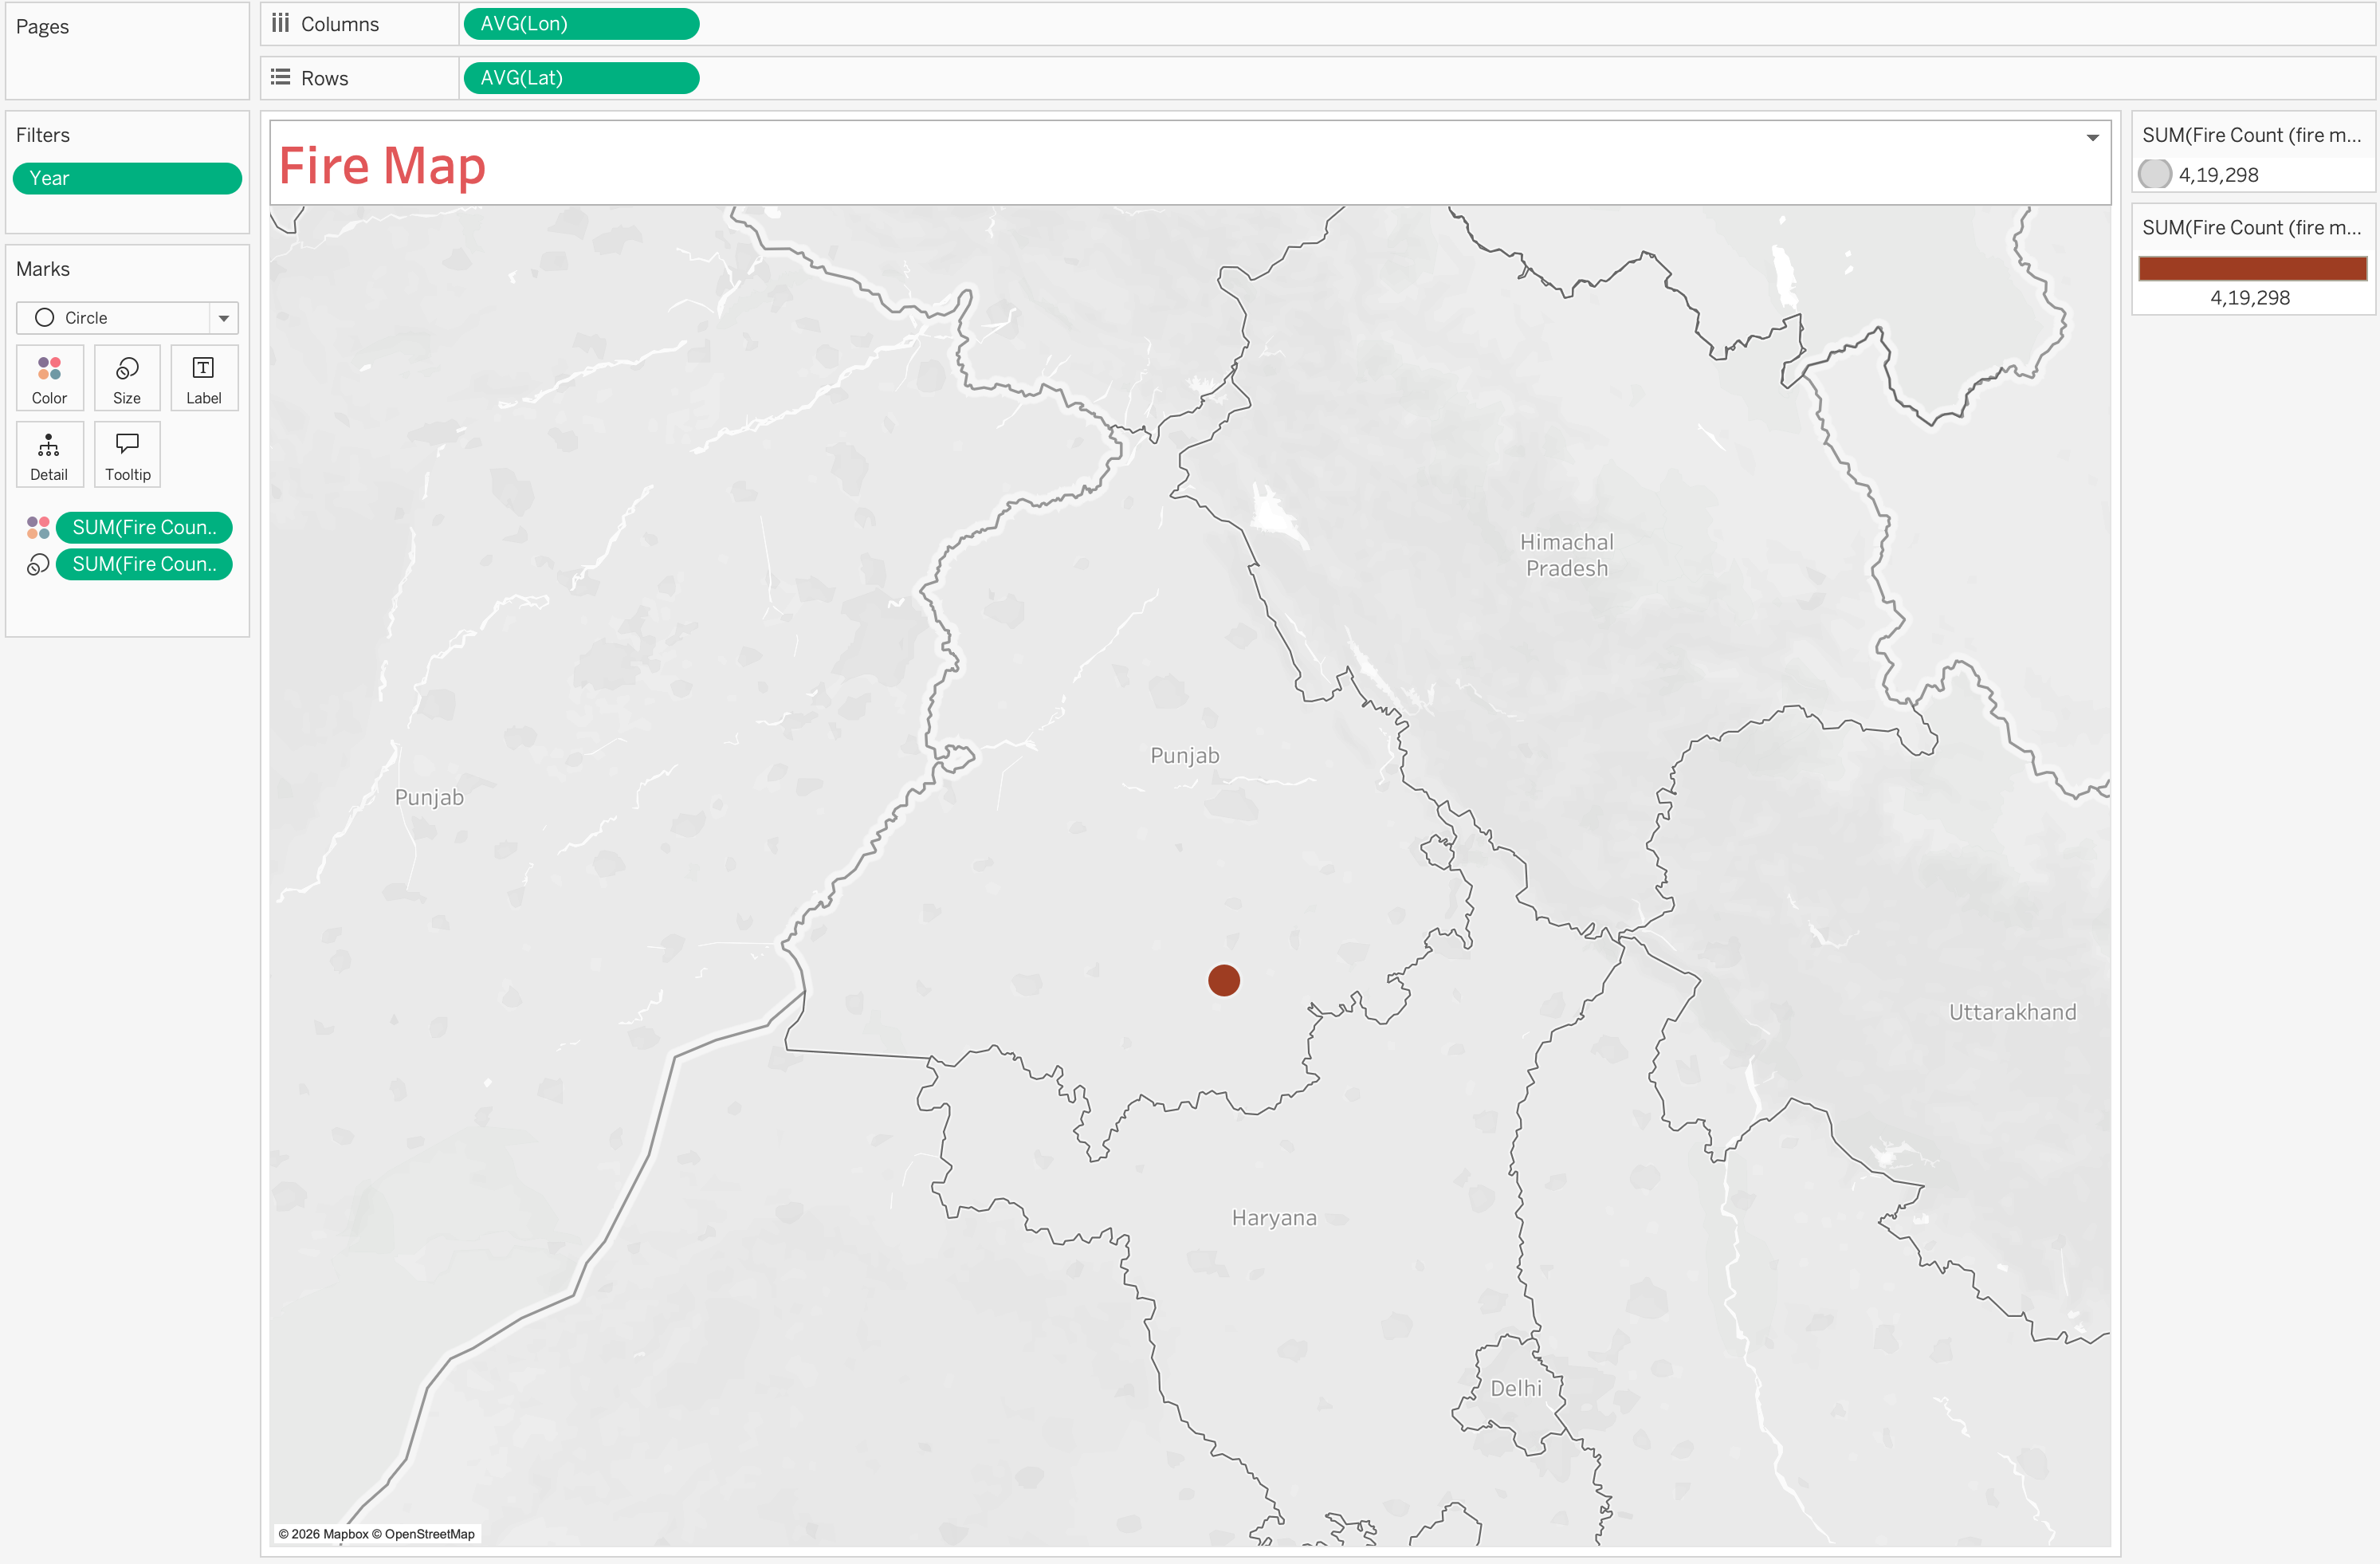 Pages
Columns
AVG(Lon)
Rows
AVG(Lat)
Filters
Year
Marks
Circle
Color
Size
Label
Detail
Tooltip
SUM(Fire Coun..
SUM(Fire Coun..
Fire Map
Himachal
Pradesh
Punjab
Punjab
Uttarakhand
Haryana
Delhi
© 2026 Mapbox © OpenStreetMap
SUM(Fire Count (fire m...
4,19,298
SUM(Fire Count (fire m...
4,19,298